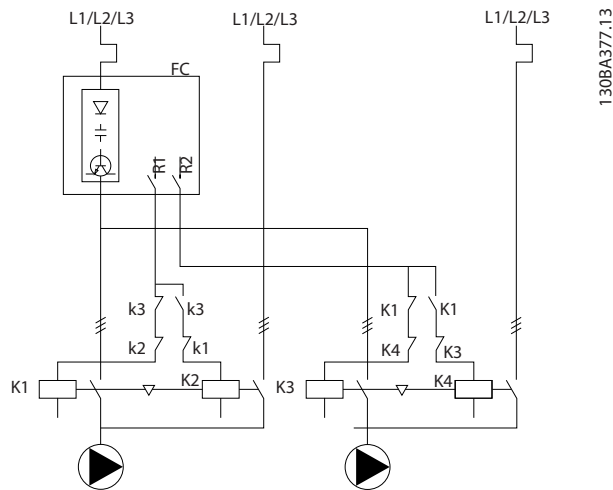 L1/L2/L3
L1/L2/L3
L1/L2/L3
130BA377.13
FC
R1
R2
k3
k3
K1
K1
k2
k1
K4
K3
K1
K2
K3
K4